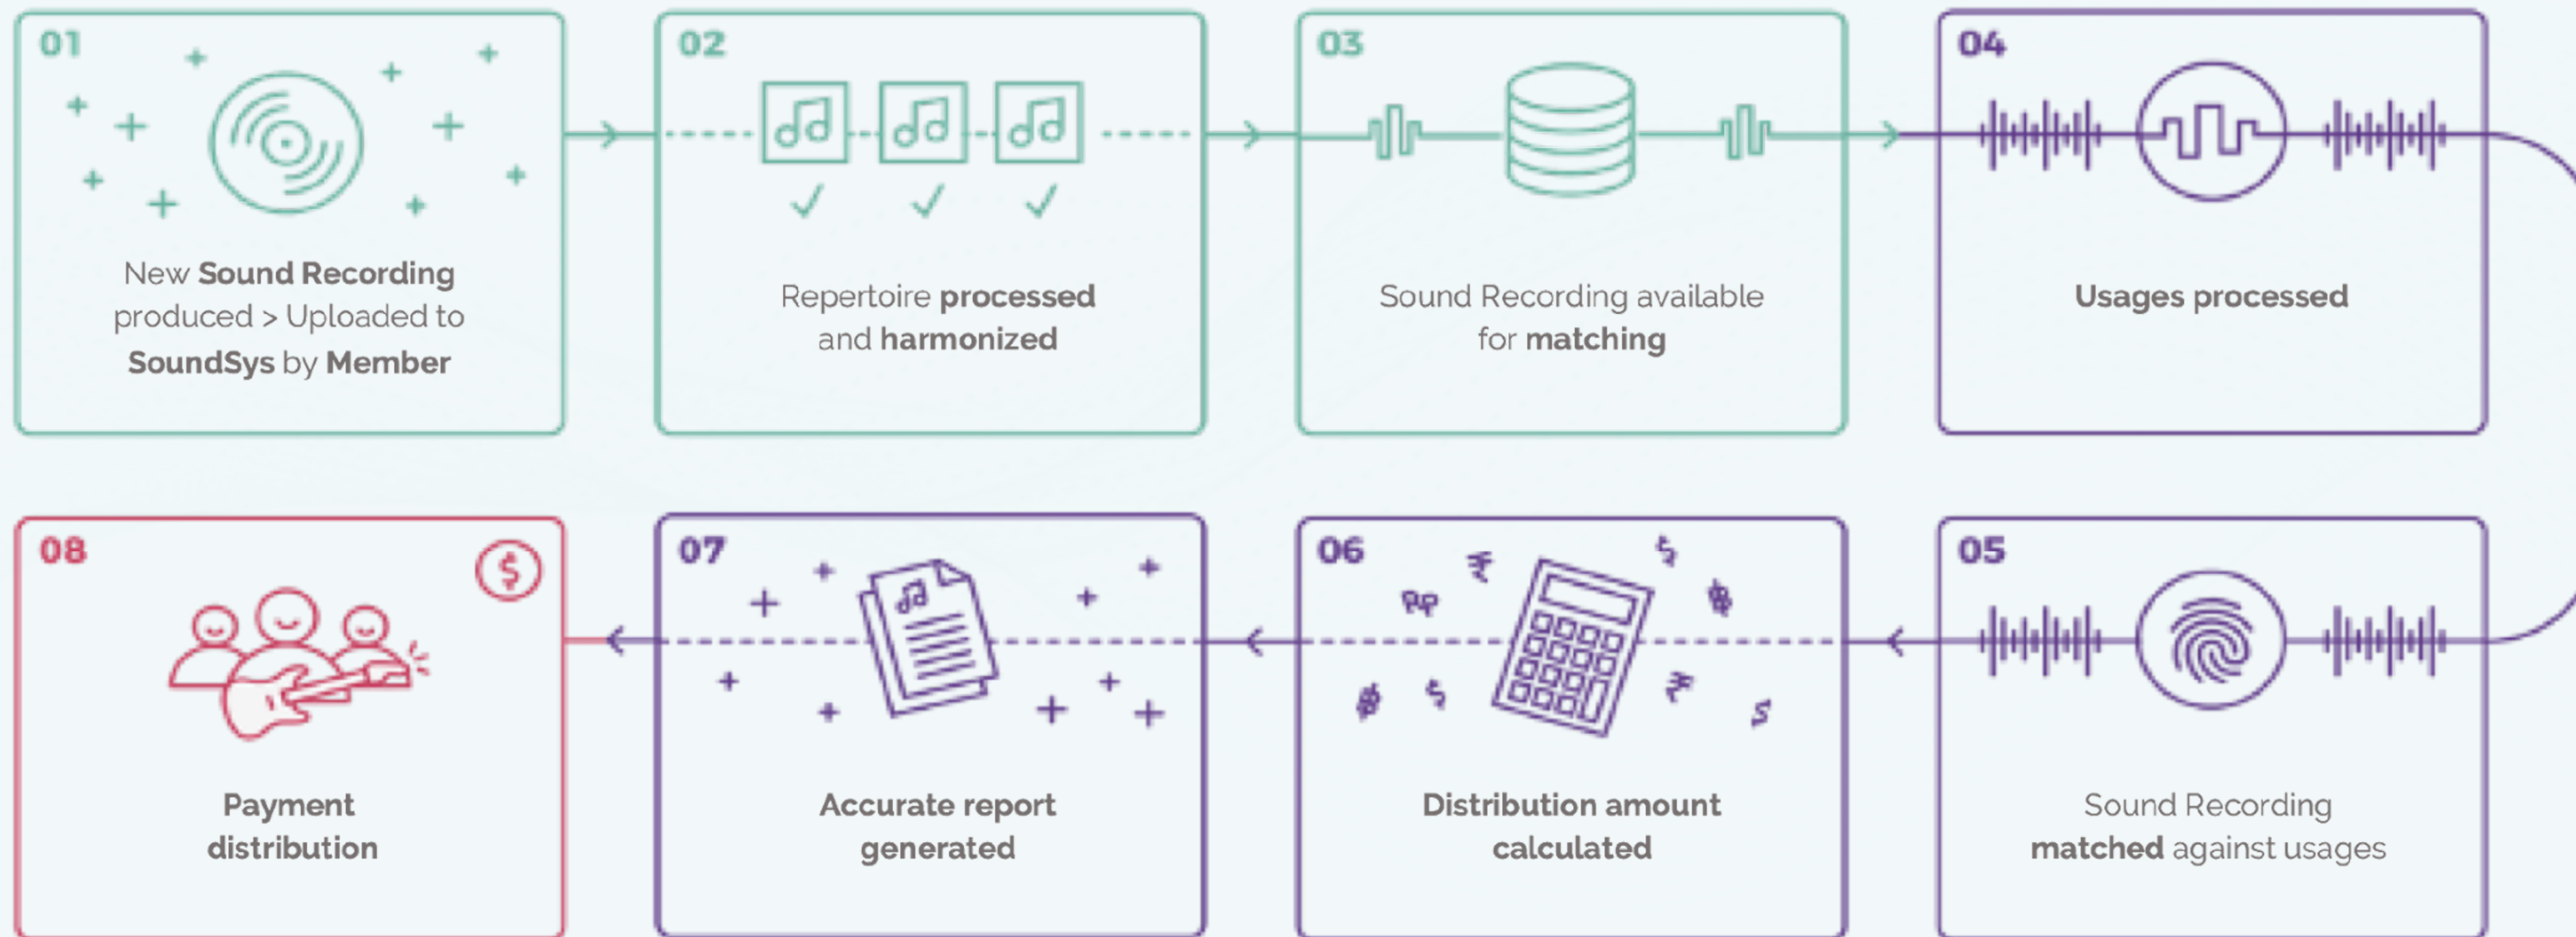 01
New Sound Recording
produced > Uploaded to
SoundSys by Member
02
Repertoire processed
and harmonized
03
Sound Recording available
for matching
04
Usages processed
05
Sound Recording
matched against usages
06
Distribution amount
calculated
07
Accurate report
generated
08
Payment
distribution